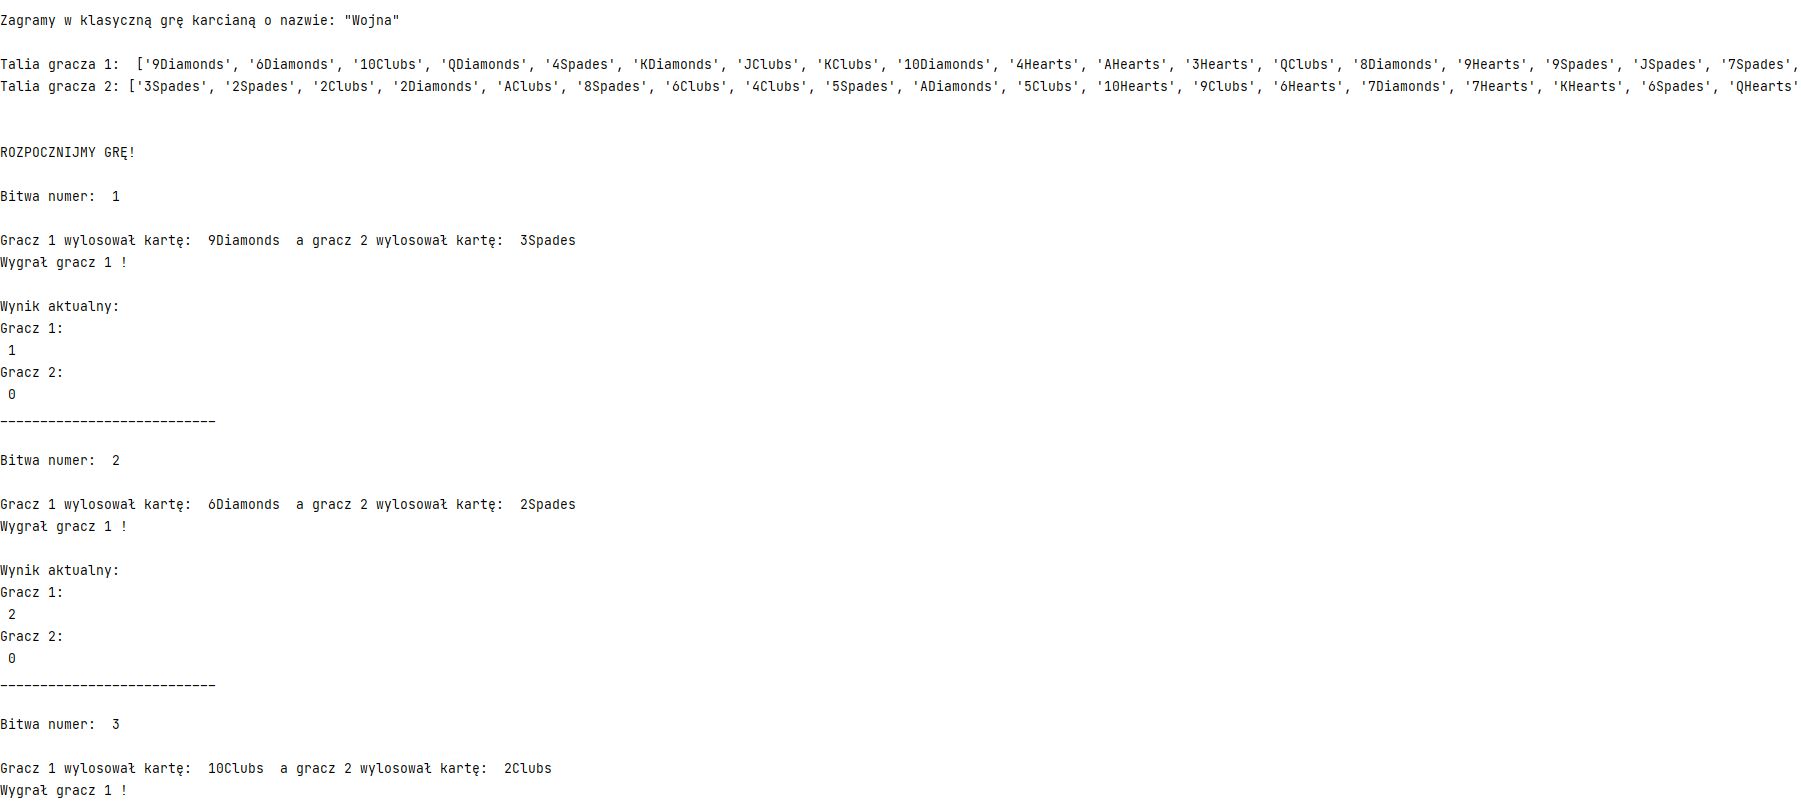 Zagramy w klasyczną grę karcianą o nazwie: "Wojna"
Talia gracza 1:  ['9Diamonds', '6Diamonds', '10Clubs', 'QDiamonds', '4Spades', 'KDiamonds', 'JClubs', 'KClubs', '10Diamonds', '4Hearts', 'AHearts', '3Hearts', 'QClubs', '8Diamonds', '9Hearts', '9Spades', 'JSpades', '7Spades',
Talia gracza 2: ['3Spades', '2Spades', '2Clubs', '2Diamonds', 'AClubs', '8Spades', '6Clubs', '4Clubs', '5Spades', 'ADiamonds', '5Clubs', '10Hearts', '9Clubs', '6Hearts', '7Diamonds', '7Hearts', 'KHearts', '6Spades', 'QHearts'
ROZPOCZNIJMY GRĘ!
Bitwa numer:  1
Gracz 1 wylosował kartę:  9Diamonds  a gracz 2 wylosował kartę:  3Spades
Wygrał gracz 1 !
Wynik aktualny:
Gracz 1:
 1
Gracz 2:
 0
___________________________
Bitwa numer:  2
Gracz 1 wylosował kartę:  6Diamonds  a gracz 2 wylosował kartę:  2Spades
Wygrał gracz 1 !
Wynik aktualny:
Gracz 1:
 2
Gracz 2:
 0
___________________________
Bitwa numer:  3
Gracz 1 wylosował kartę:  10Clubs  a gracz 2 wylosował kartę:  2Clubs
Wygrał gracz 1 !